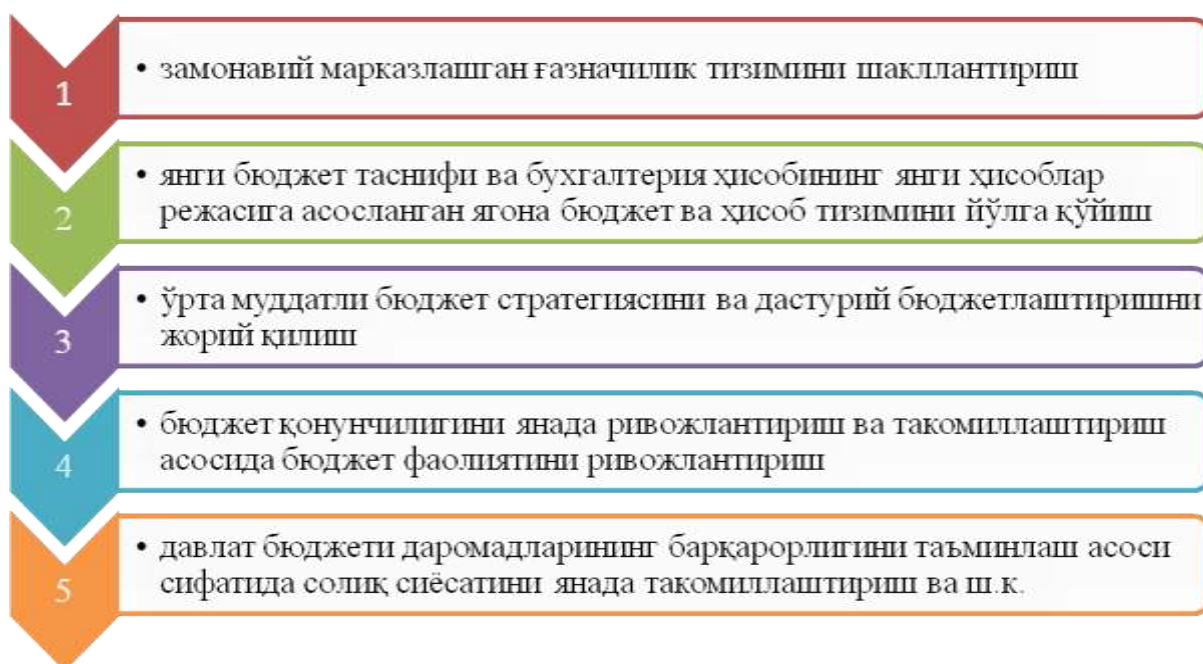 1
• замонавий марказлашган ғазначилик тизимини шакллантириш
2
• янги бюджет таснифи ва бухгалтерия ҳисобининг янги ҳисоблар
режасига асосланган ягона бюджет ва ҳисоб тизимини йўлга қўйиш
3
• ўрта муддатли бюджет стратегиясини ва дастурий бюджетлаштиришни
жорий қилиш
4
• бюджет қонунчилигини янада ривожлантириш ва такомиллаштириш
асосида бюджет фаолиятини ривожлантириш
5
• давлат бюджети даромадларининг барқарорлигини таъминлаш асоси
сифатида солиқ сиёсатини янада такомиллаштириш ва ш.к.